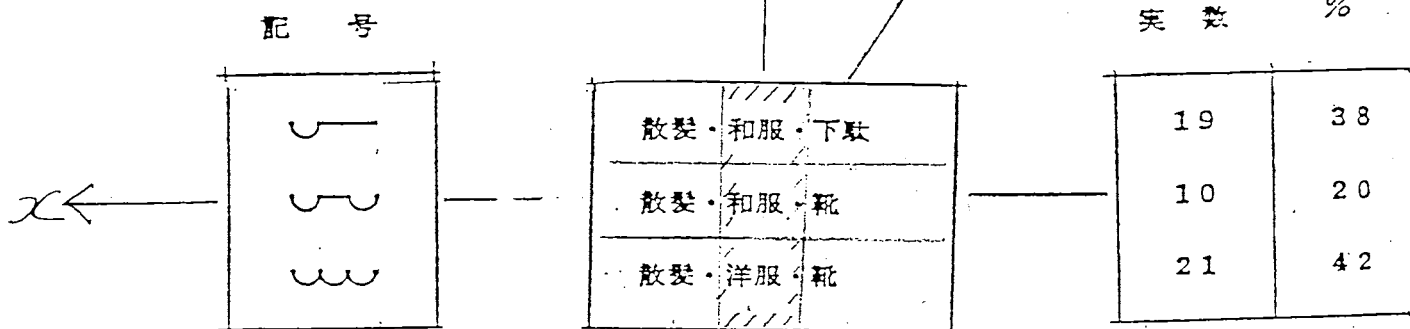 記 号
実 数 %
散髪・和服・下駄
19 38
x
散髪・和服・靴
10 20
散髪・洋服・靴
21 42